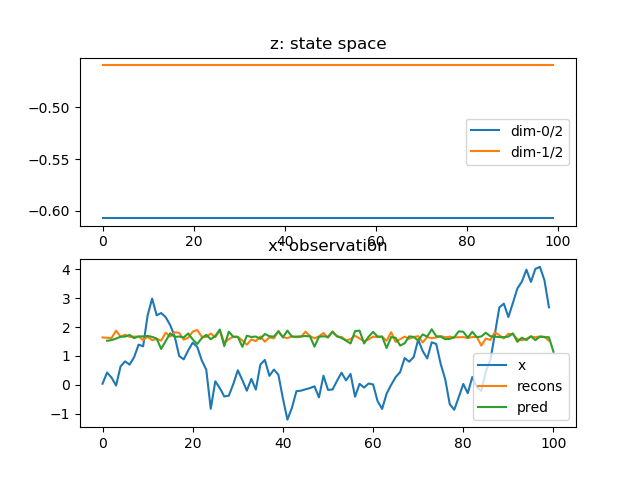 z: state space
−0.50
−0.55
−0.60
dim-0/2
dim-1/2
0 20 40 60 80 100
x: observation
4
3
2
1
0
−1
x
recons
pred
0 20 40 60 80 100